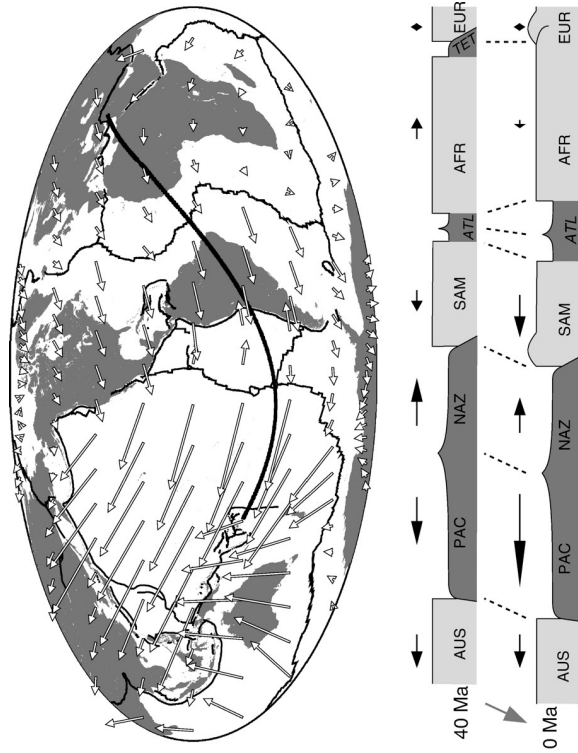 40 Ma
AUS
PAC
NAZ
SAM
ATL
AFR
TET
EUR
0 Ma
AUS
PAC
NAZ
SAM
ATL
AFR
EUR